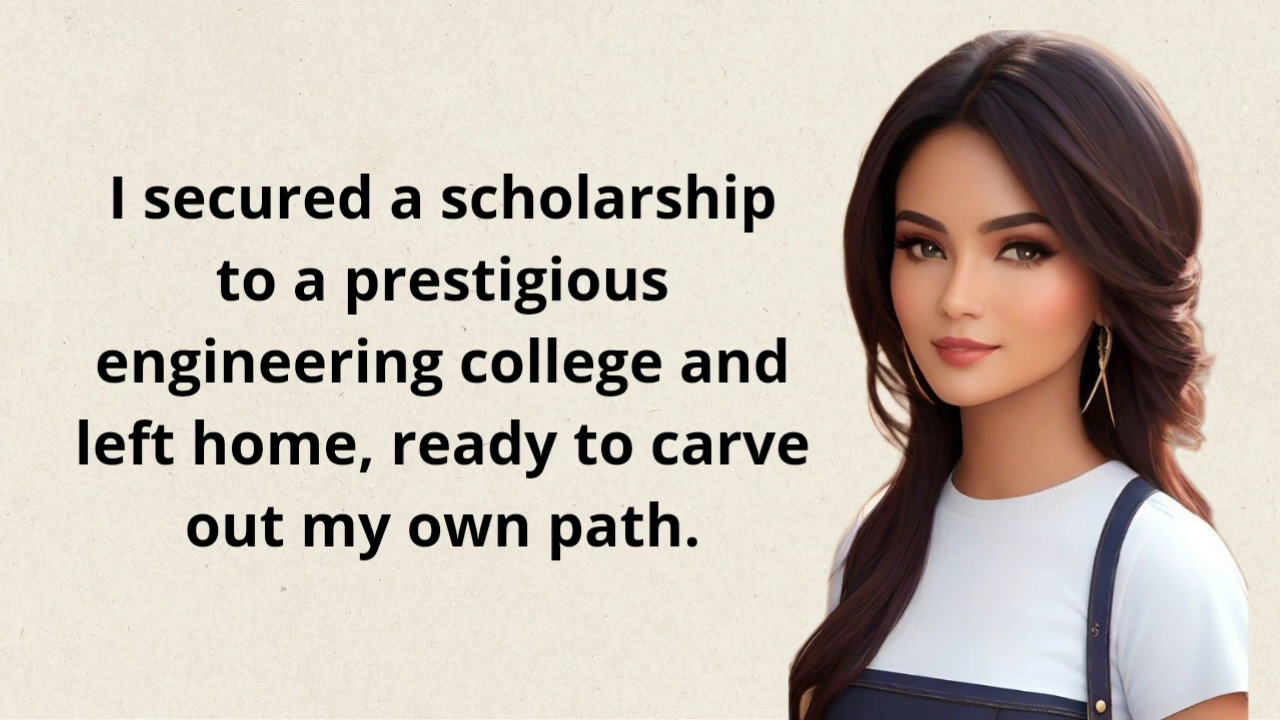 I secured a scholarship
to a prestigious
engineering college and
left home, ready to carve
out my own path.